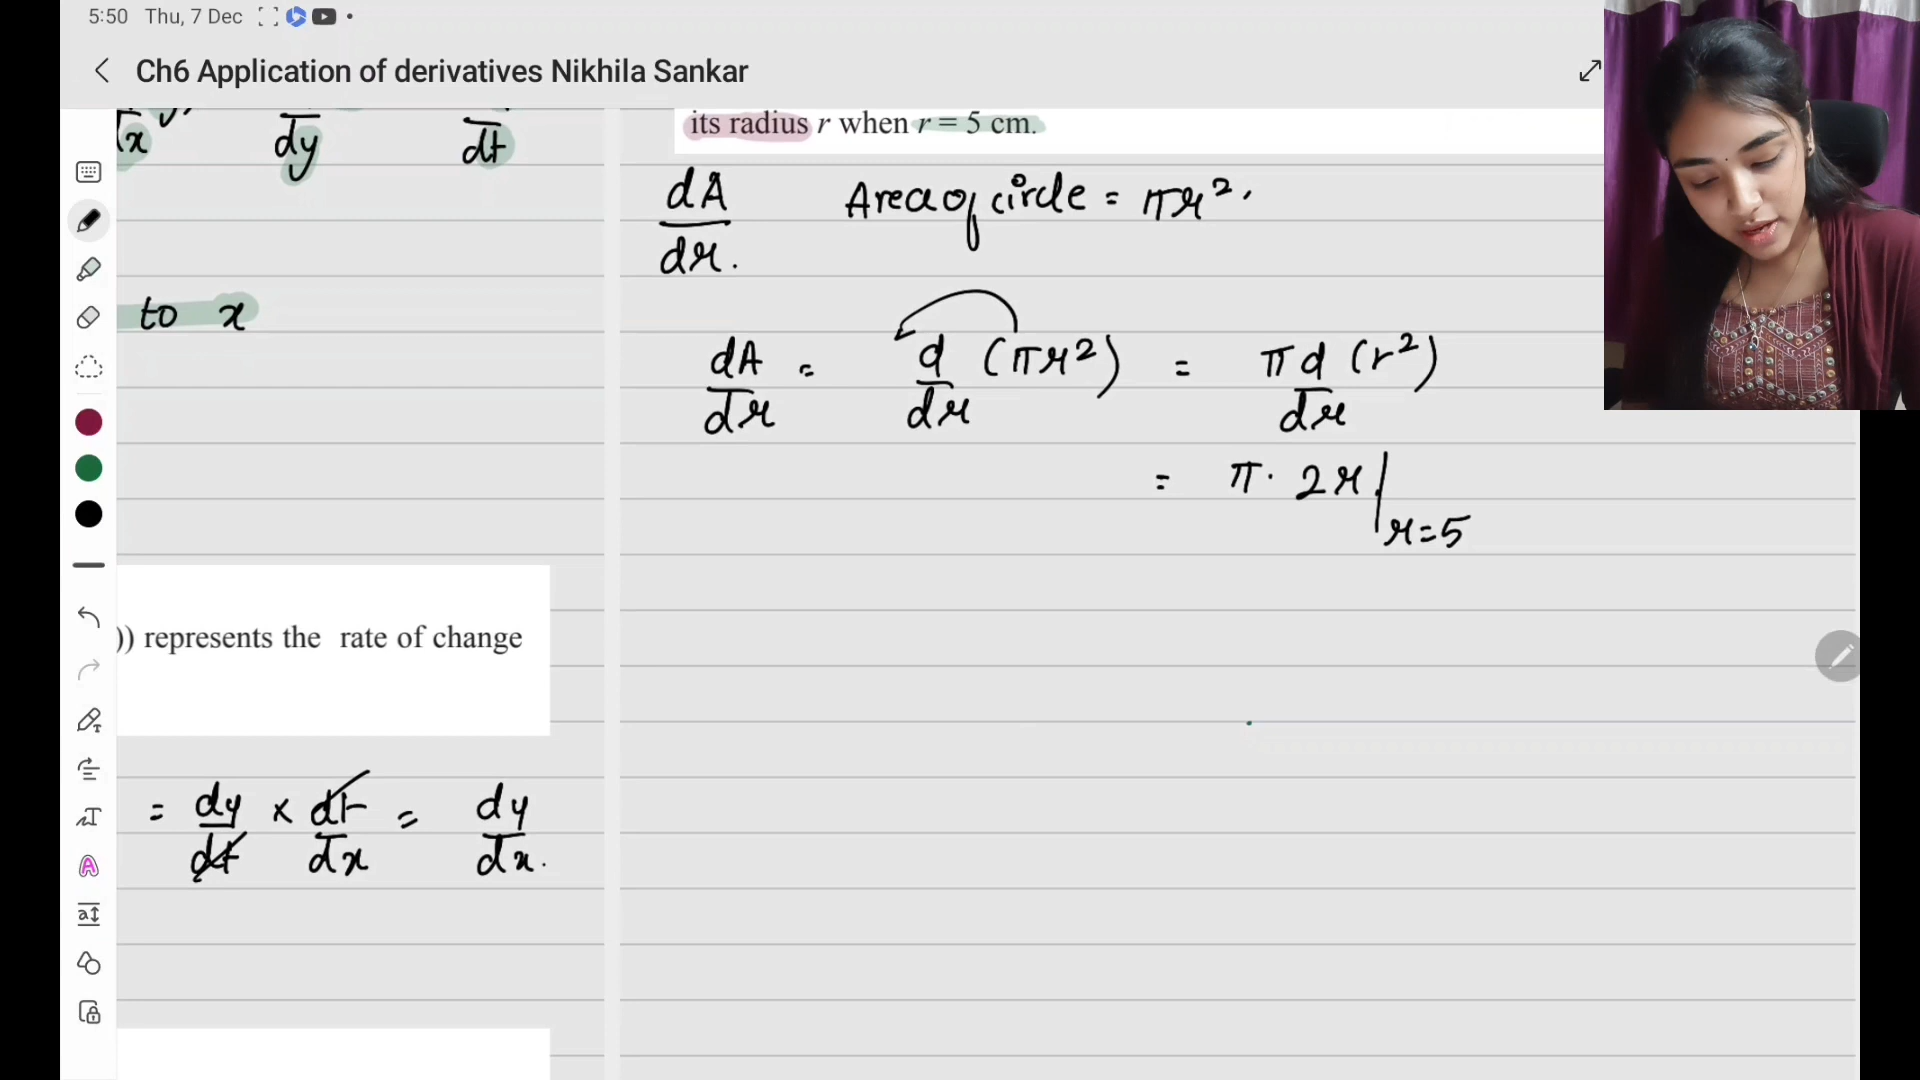 5:50 Thu, 7 Dec
Ch6 Application of derivatives Nikhila Sankar
dx dy dt
to x
)) represents the rate of change
= dy/dt × dt/dx = dy/dx.
its radius r when r = 5 cm.
dA/dr. Area of circle = πr².
dA/dr = d/dr (πr²) = π d/dr (r²)
= π · 2r |r=5